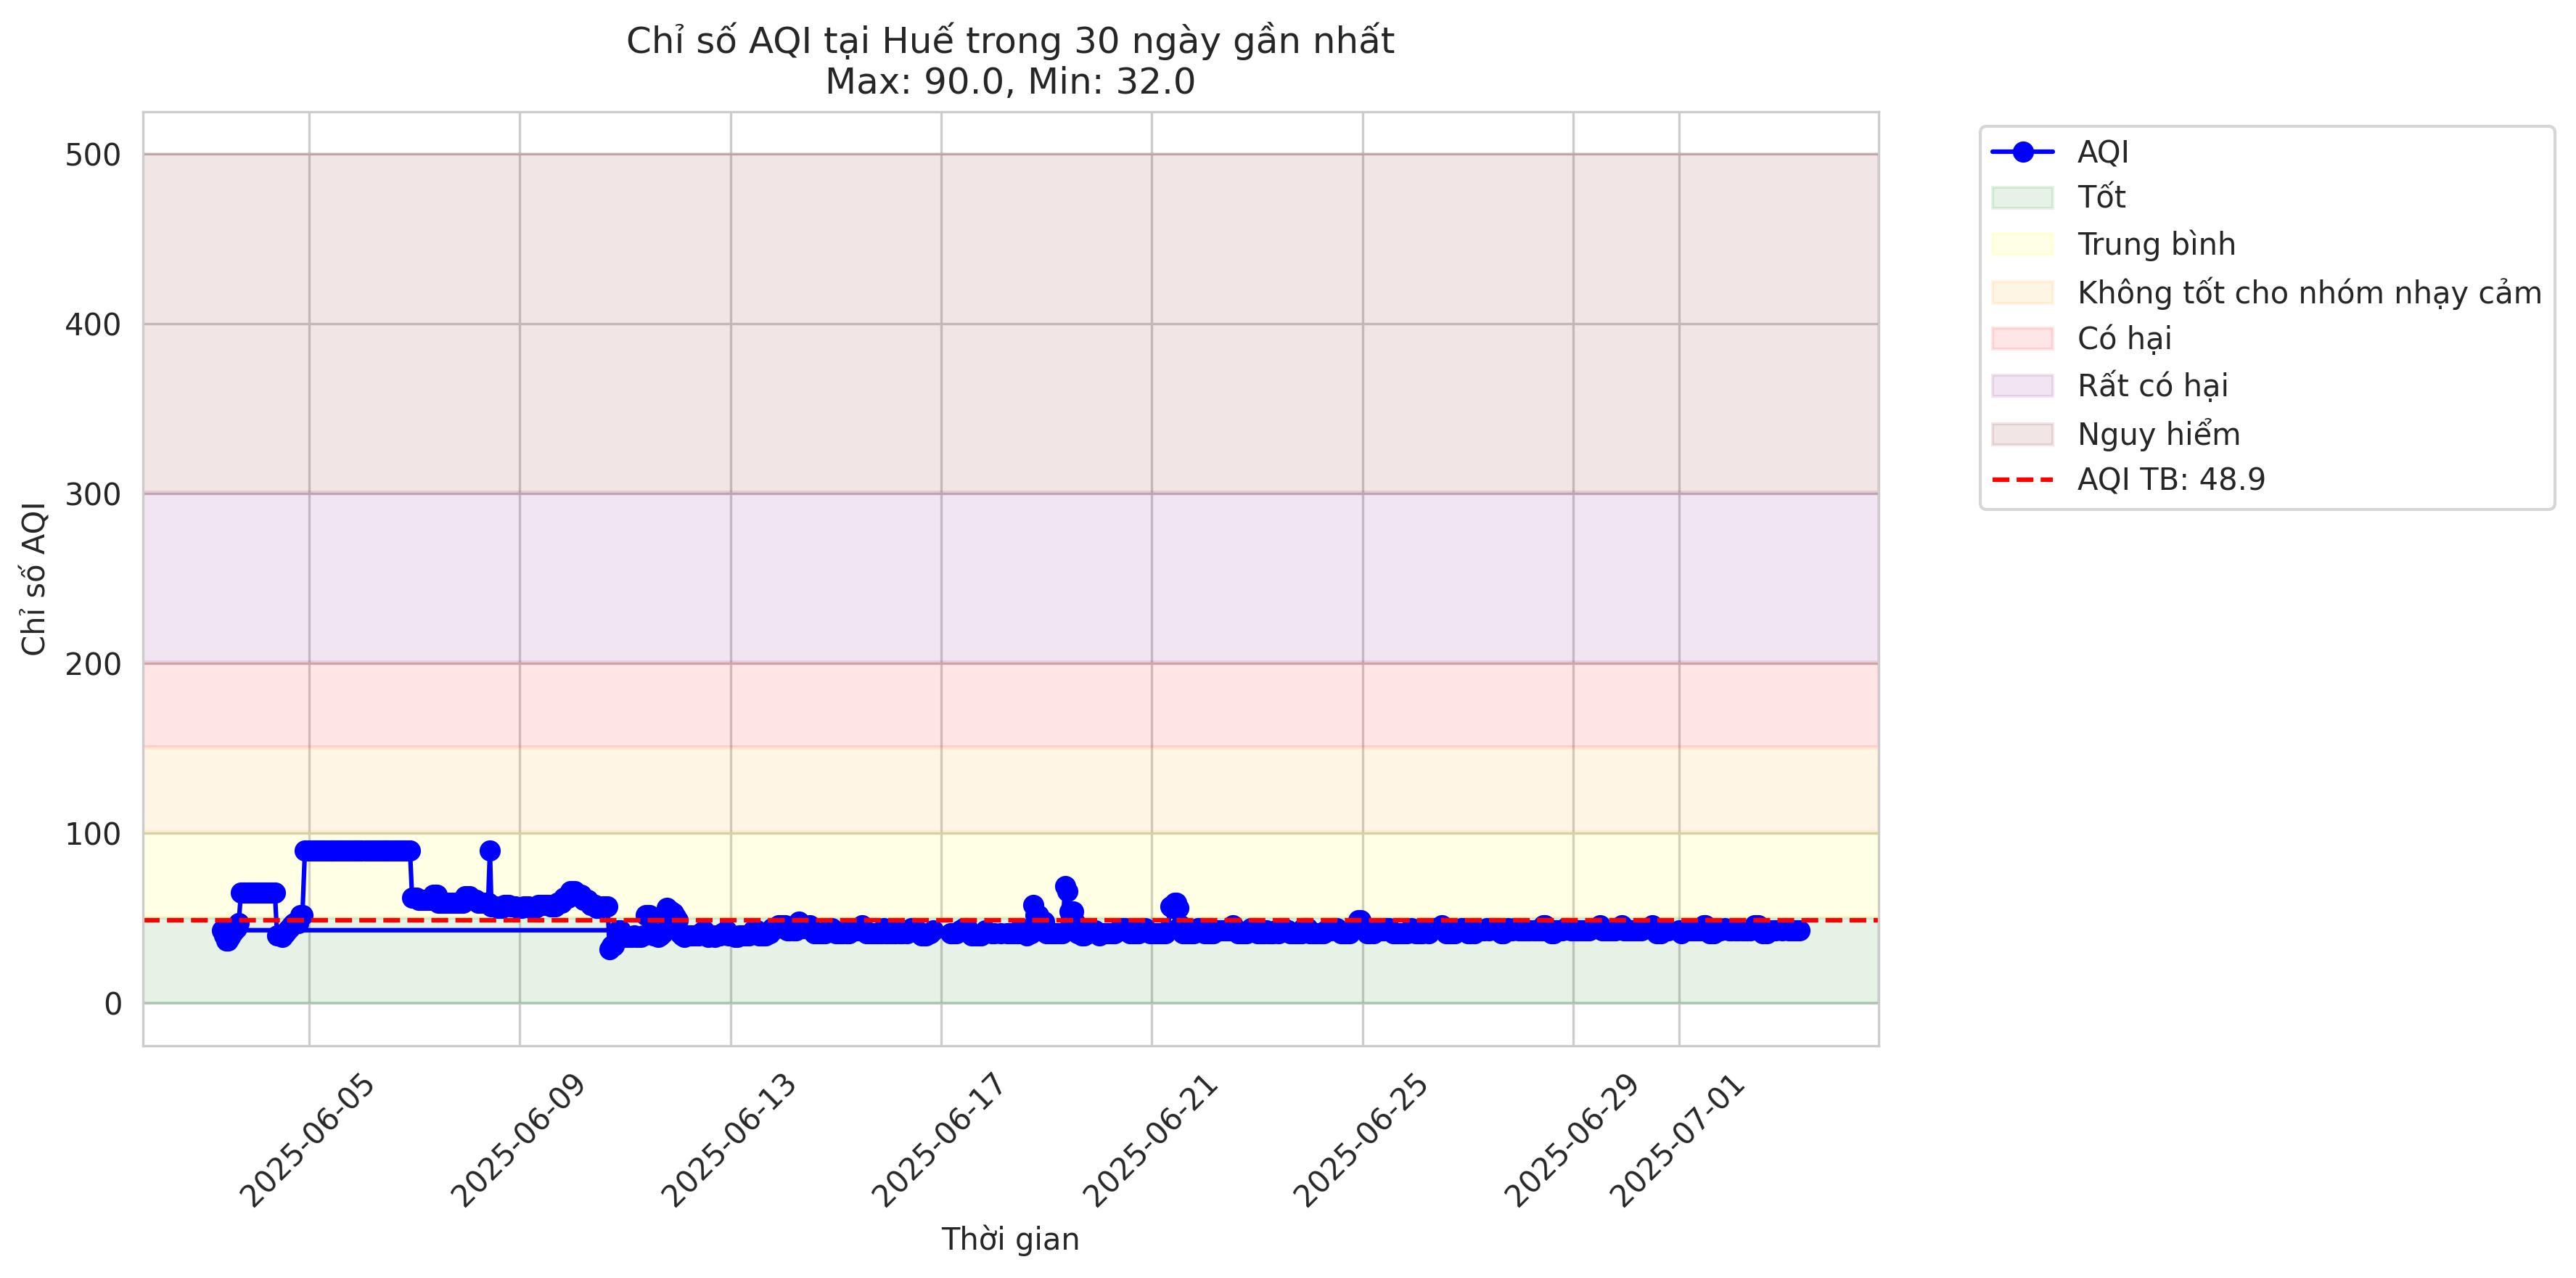 Chỉ số AQI tại Huế trong 30 ngày gần nhất
Max: 90.0, Min: 32.0
Chỉ số AQI
500
400
300
200
100
0
2025-06-05
2025-06-09
2025-06-13
2025-06-17
2025-06-21
2025-06-25
2025-06-29
2025-07-01
Thời gian
AQI
Tốt
Trung bình
Không tốt cho nhóm nhạy cảm
Có hại
Rất có hại
Nguy hiểm
AQI TB: 48.9